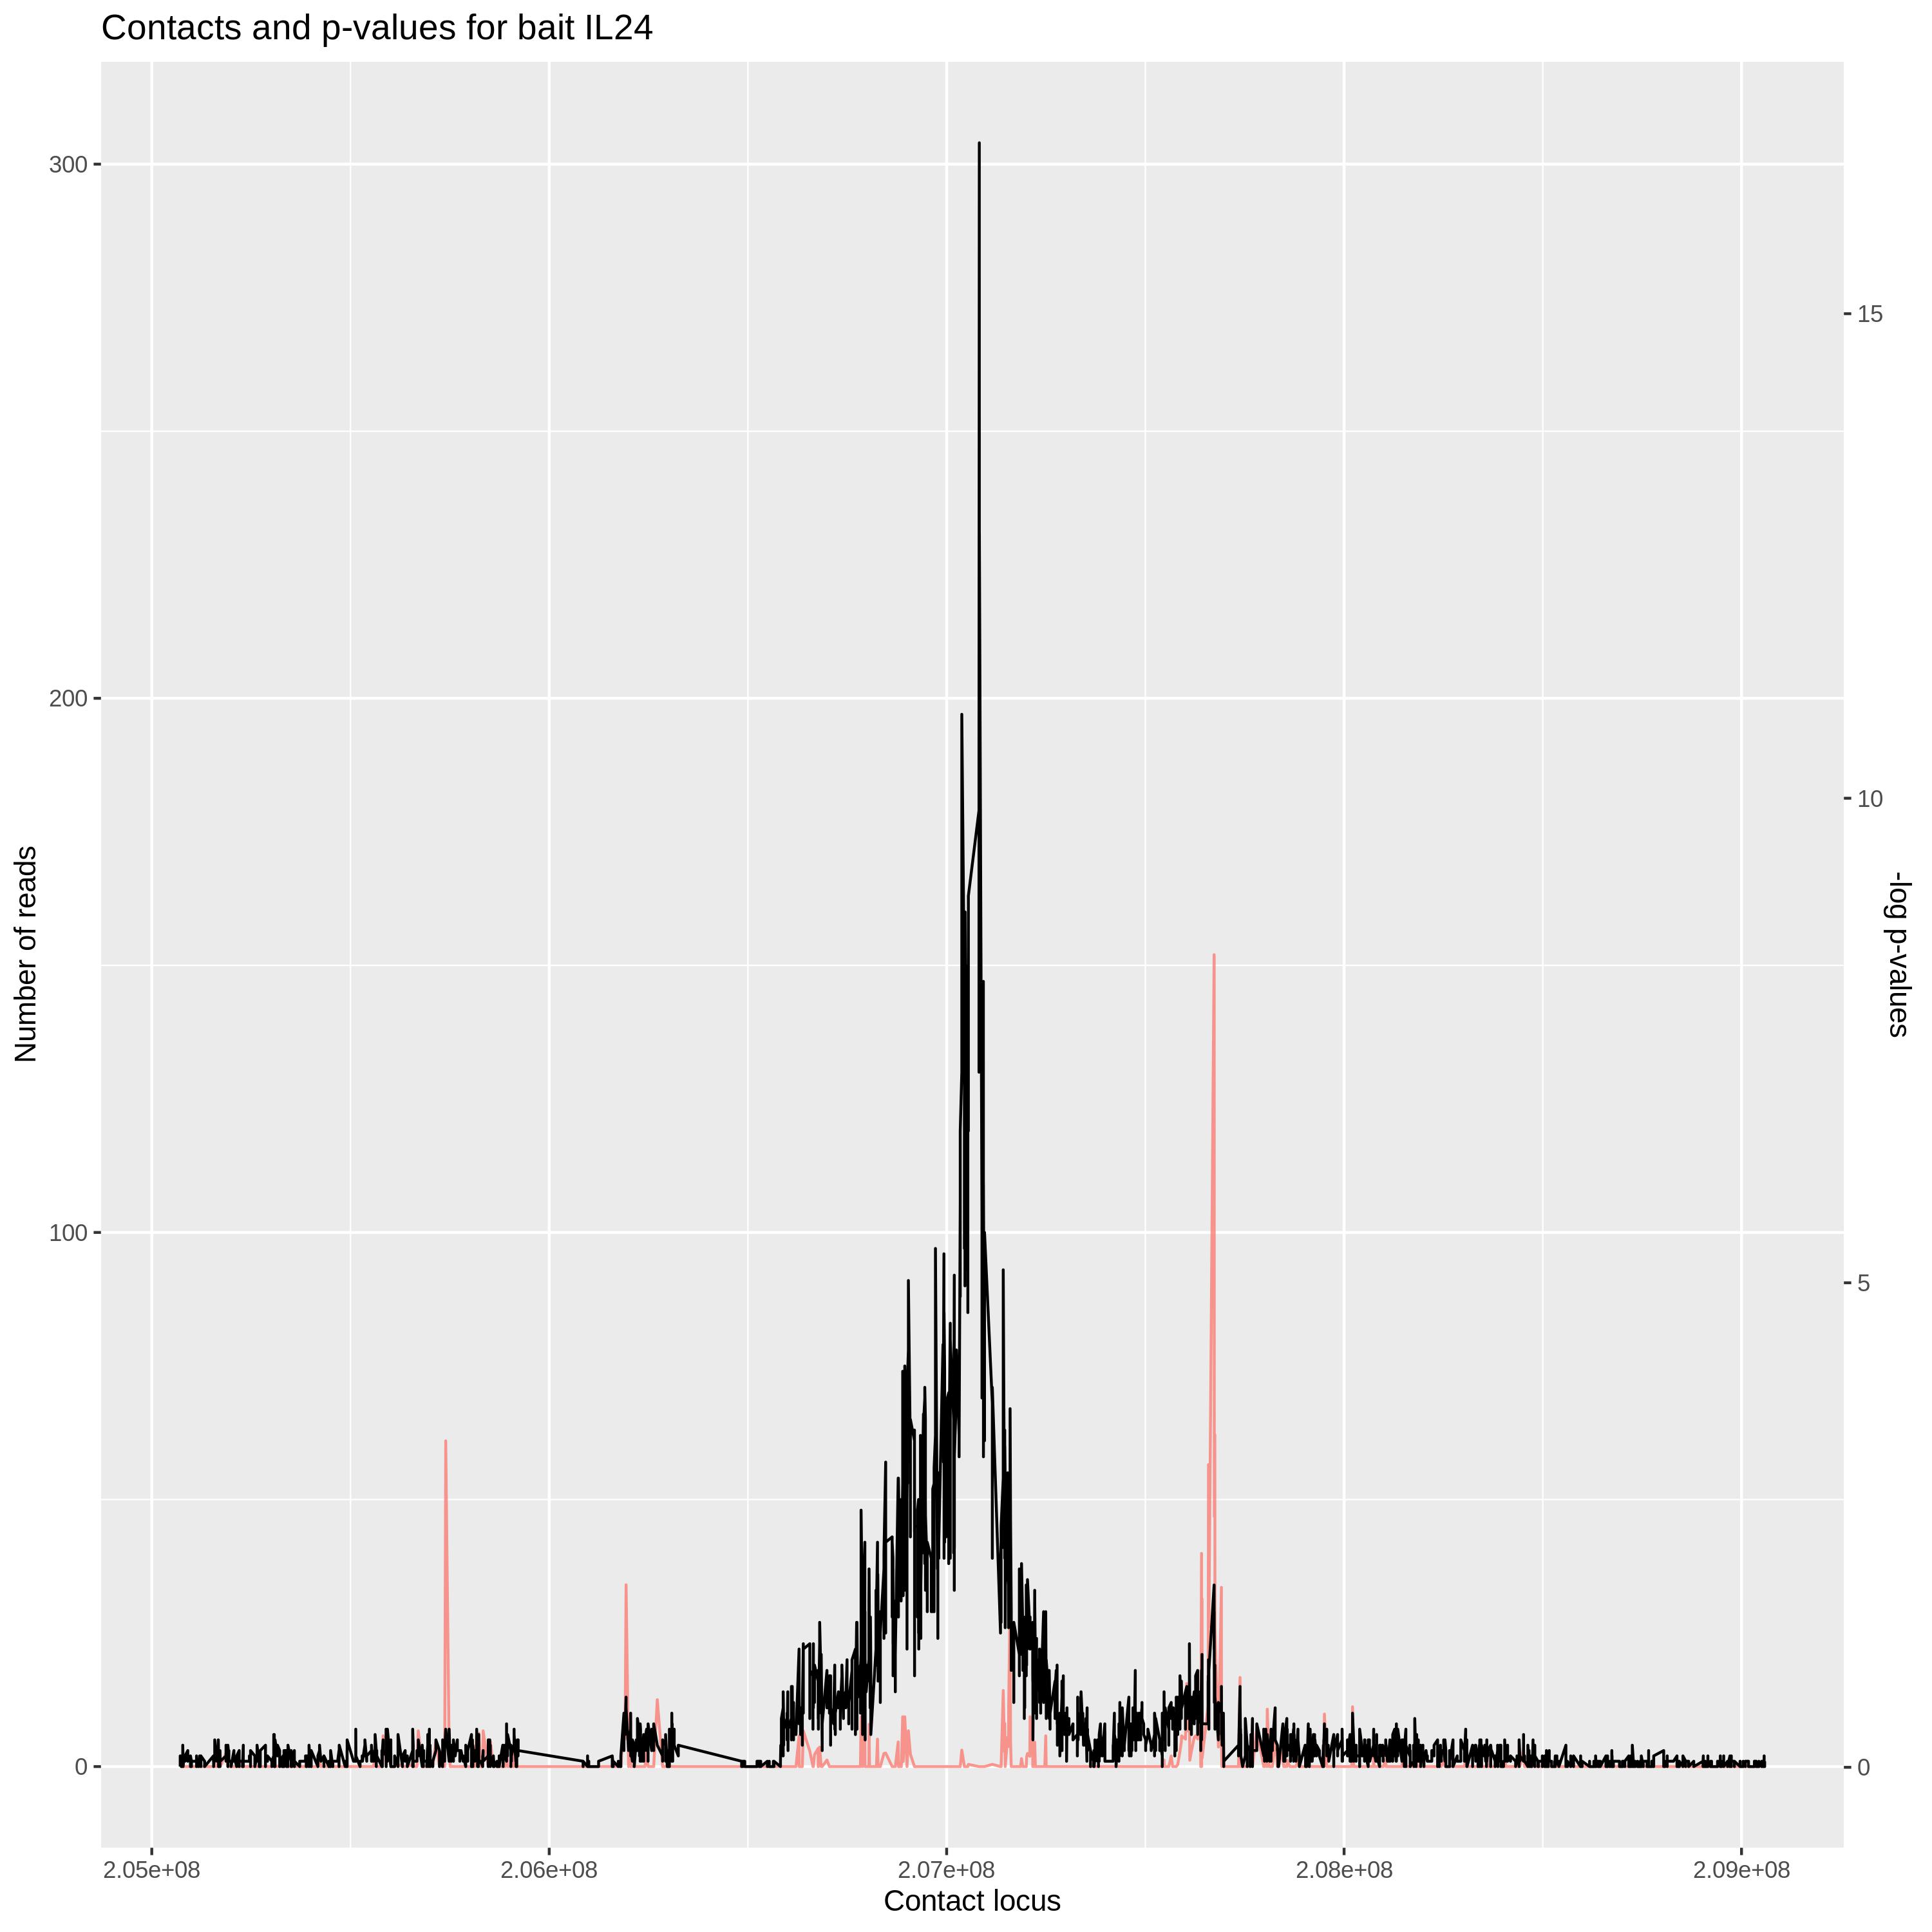 Contacts and p-values for bait IL24
300
200
100
0
Number of reads
15
10
5
0
-log p-values
2.05e+08 2.06e+08 2.07e+08 2.08e+08 2.09e+08
Contact locus